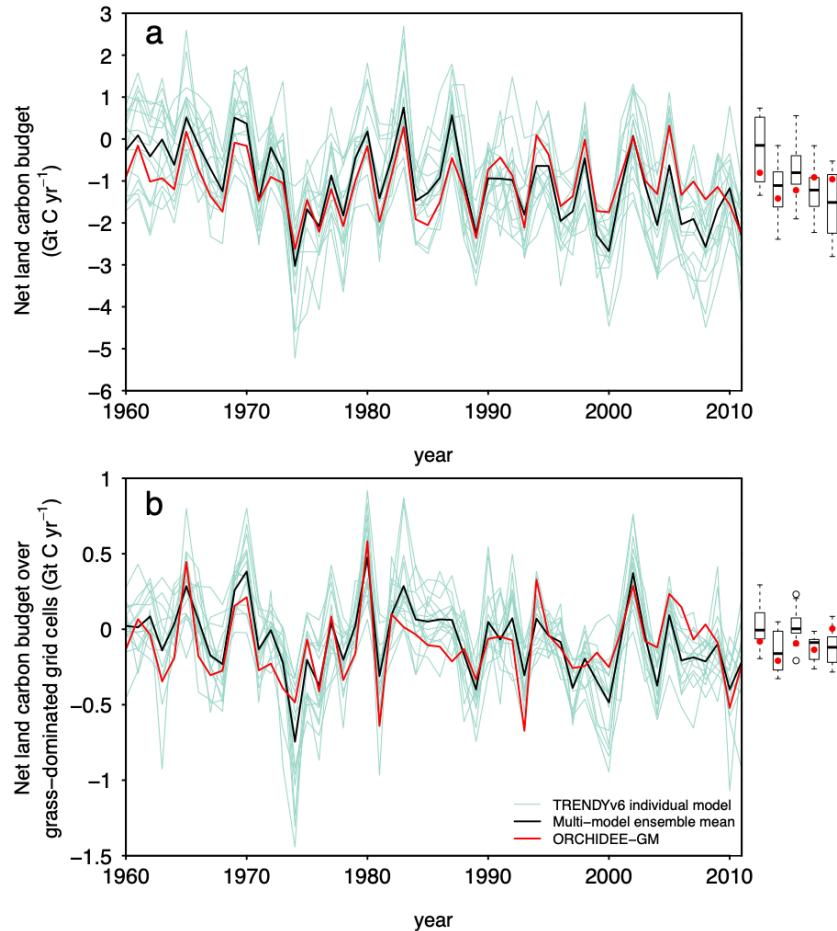 a
Net land carbon budget
(Gt C yr⁻¹)
3
2
1
0
−1
−2
−3
−4
−5
−6
1960 1970 1980 1990 2000 2010
year
b
Net land carbon budget over
grass−dominated grid cells (Gt C yr⁻¹)
1
0.5
0
−0.5
−1
−1.5
TRENDYv6 individual model
Multi−model ensemble mean
ORCHIDEE−GM
1960 1970 1980 1990 2000 2010
year